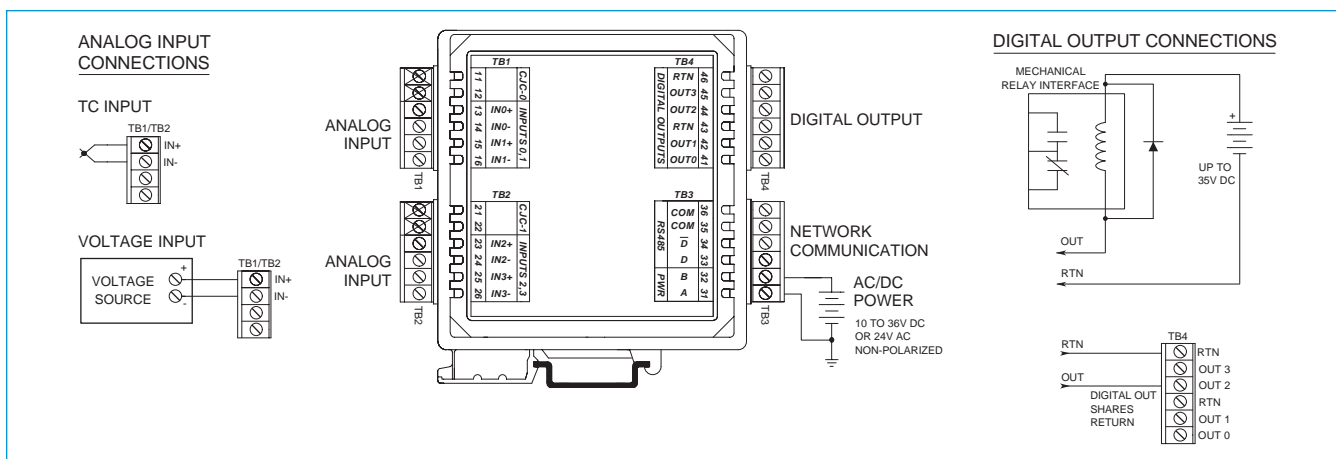 ANALOG INPUT
CONNECTIONS
TC INPUT
TB1/TB2
IN+
IN-
VOLTAGE INPUT
VOLTAGE
SOURCE
+
-
TB1/TB2
IN+
IN-
ANALOG
INPUT
TB1
TB1
11
12
13 IN0+
14 IN0-
15 IN1+
16 IN1-
CJC-0
INPUTS 0,1
ANALOG
INPUT
TB2
TB2
21
22
23 IN2+
24 IN2-
25 IN3+
26 IN3-
CJC-1
INPUTS 2,3
TB4
DIGITAL OUTPUTS
RTN 46
OUT3 45
OUT2 44
RTN 43
OUT1 42
OUT0 41
TB4
DIGITAL OUTPUT
TB3
RS485
COM 36
COM 35
D̅ 34
D 33
PWR
B 32
A 31
TB3
NETWORK
COMMUNICATION
AC/DC
POWER
10 TO 36V DC
OR 24V AC
NON-POLARIZED
DIGITAL OUTPUT CONNECTIONS
MECHANICAL
RELAY INTERFACE
+
UP TO
35V DC
OUT
RTN
TB4
RTN
OUT
DIGITAL OUT
SHARES
RETURN
RTN
OUT 3
OUT 2
RTN
OUT 1
OUT 0